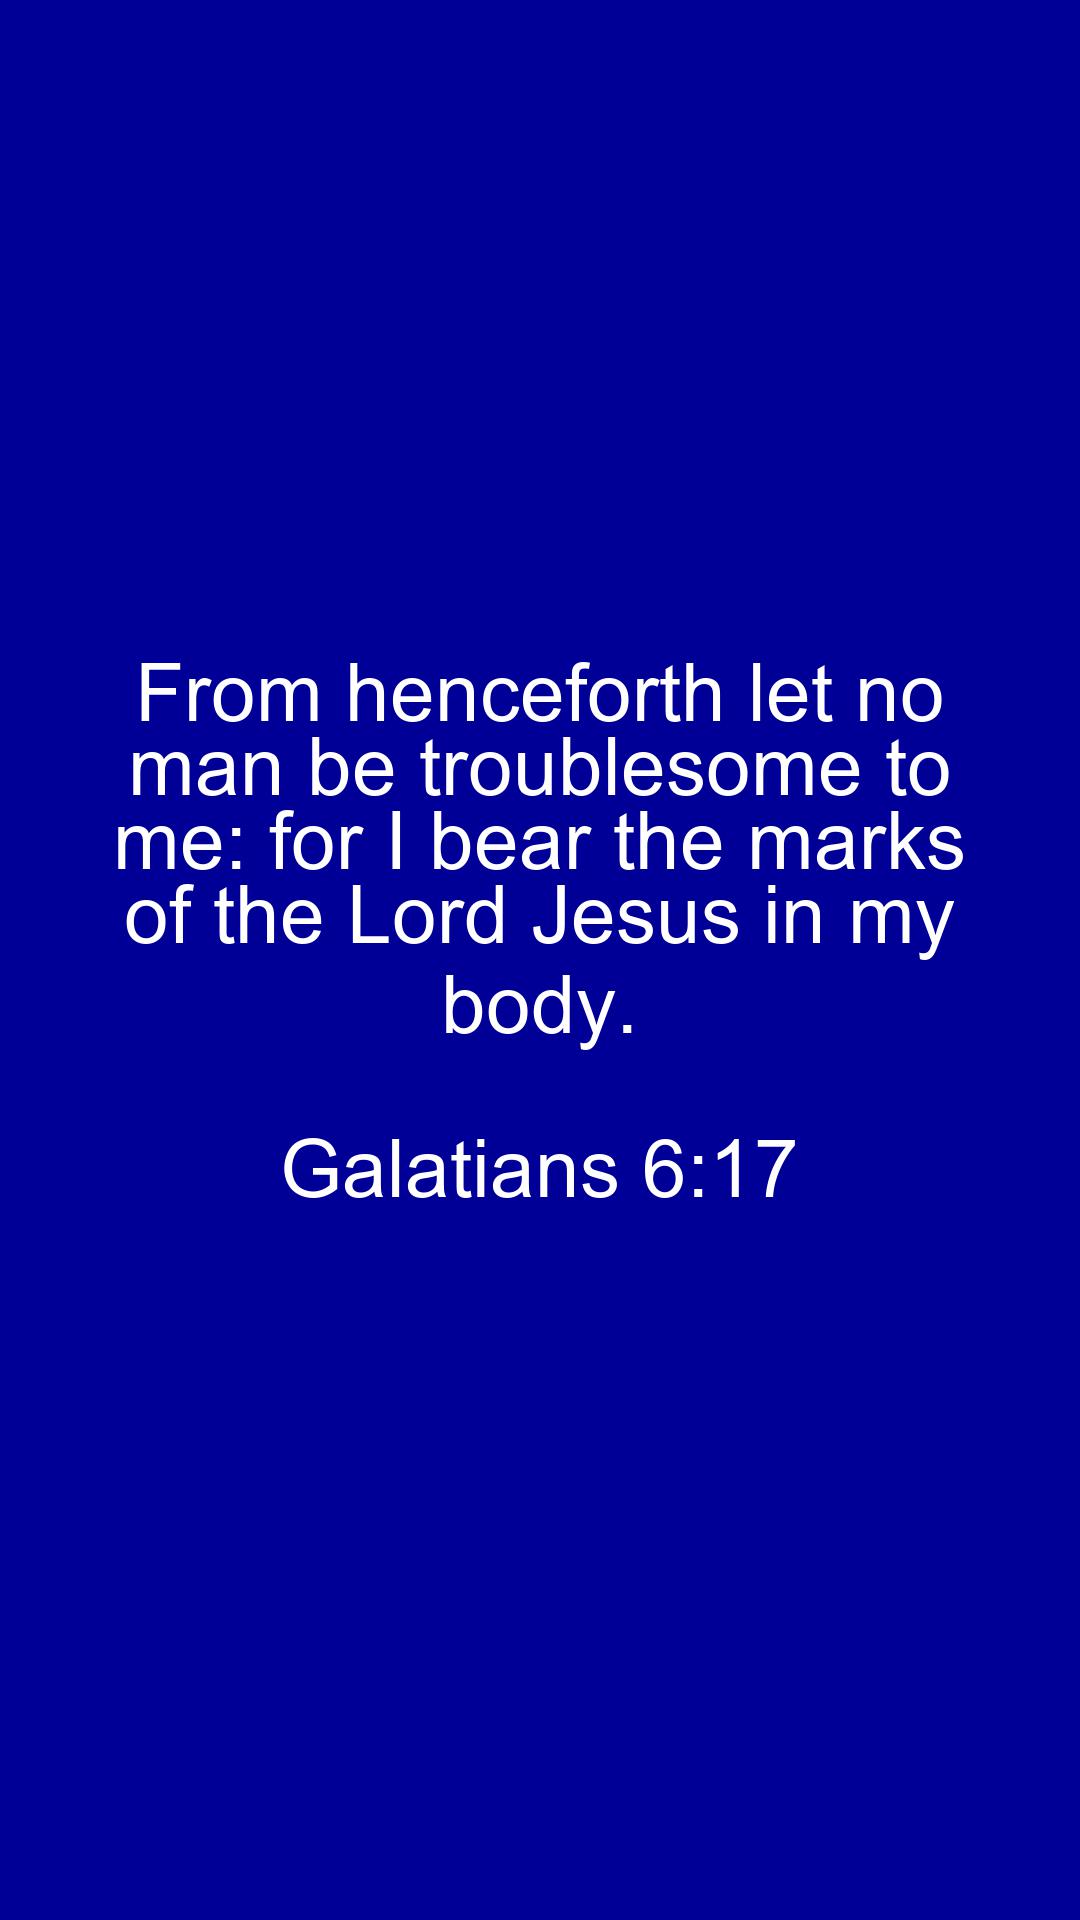 From henceforth let no
man be troublesome to
me: for I bear the marks
of the Lord Jesus in my
body.
Galatians 6:17